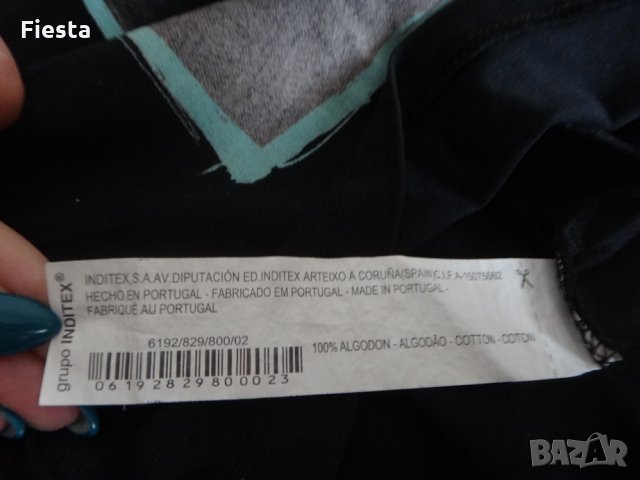 Fiesta
grupo INDITEX®
INDITEX,S.A.AV.DIPUTACIÓN ED.INDITEX ARTEIXO A CORUÑA(SPAIN)C.I.F.A-15075062
HECHO EN PORTUGAL - FABRICADO EM PORTUGAL - MADE IN PORTUGAL -
FABRIQUÉ AU PORTUGAL
6192/829/800/02
06192829800023
100% ALGODON - ALGODÃO - COTTON - COTON
BAZAR